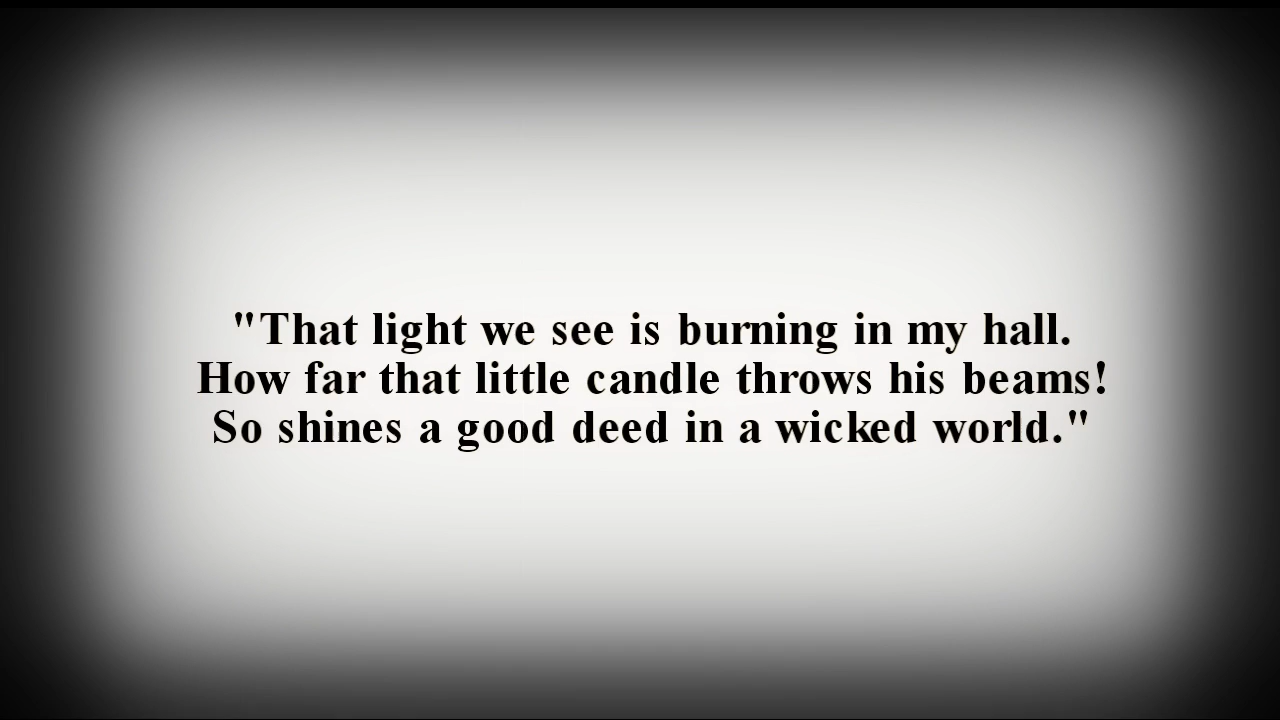 "That light we see is burning in my hall.
How far that little candle throws his beams!
So shines a good deed in a wicked world."